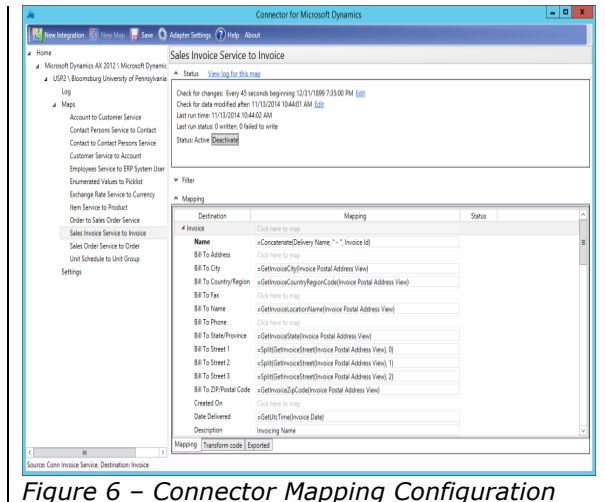 Connector for Microsoft Dynamics
New Integration New Map Save Adapter Settings Help About
Home
Microsoft Dynamics AX 2012 \ Microsoft Dynamic
USP2 \ Bloomsburg University of Pennsylvania
Log
Maps
Account to Customer Service
Contact Persons Service to Contact
Contact to Contact Persons Service
Customer Service to Account
Employees Service to ERP System User
Enumerated Values to Picklist
Exchange Rate Service to Currency
Item Service to Product
Order to Sales Order Service
Sales Invoice Service to Invoice
Sales Order Service to Order
Unit Schedule to Unit Group
Settings
Sales Invoice Service to Invoice
Status View log for this map
Check for changes: Every 45 seconds beginning 12/31/1899 7:35:00 PM Edit
Check for data modified after: 11/13/2014 10:44:01 AM Edit
Last run time: 11/13/2014 10:44:02 AM
Last run status: 0 written, 0 failed to write
Status: Active Deactivate
Filter
Mapping
Destination Mapping Status
Invoice Click here to map
Name =Concatenate(Delivery Name, " - ", Invoice Id)
Bill To Address Click here to map
Bill To City =GetInvoiceCity(Invoice Postal Address View)
Bill To Country/Region =GetInvoiceCountryRegionCode(Invoice Postal Address View)
Bill To Fax Click here to map
Bill To Name =GetInvoiceLocationName(Invoice Postal Address View)
Bill To Phone Click here to map
Bill To State/Province =GetInvoiceState(Invoice Postal Address View)
Bill To Street 1 =Split(GetInvoiceStreet(Invoice Postal Address View), 0)
Bill To Street 2 =Split(GetInvoiceStreet(Invoice Postal Address View), 1)
Bill To Street 3 =Split(GetInvoiceStreet(Invoice Postal Address View), 2)
Bill To ZIP/Postal Code =GetInvoiceZipCode(Invoice Postal Address View)
Created On Click here to map
Date Delivered =GetUtcTime(Invoice Date)
Description Invoicing Name
Mapping Transform code Exported
Source: Conn Invoice Service, Destination: Invoice
Figure 6 – Connector Mapping Configuration